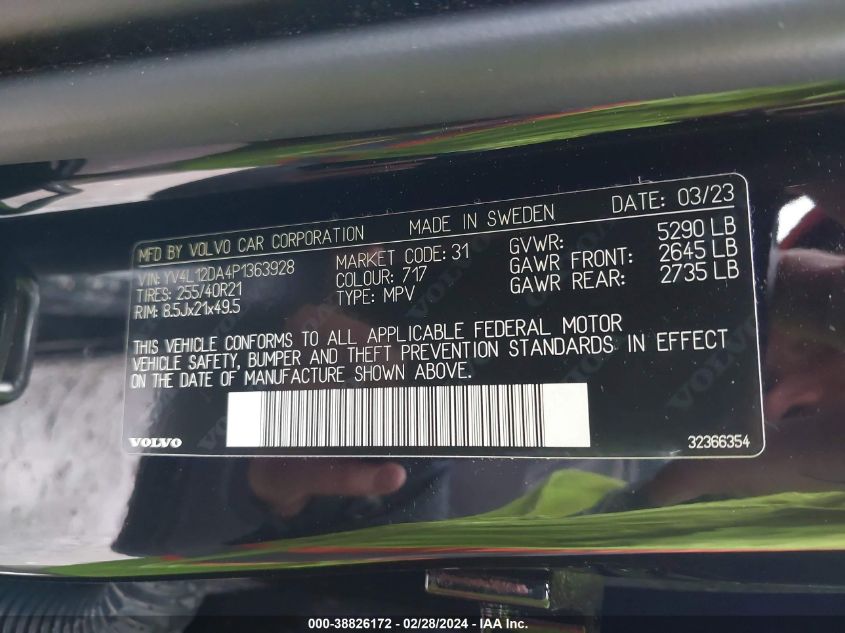 MFD BY VOLVO CAR CORPORATION MADE IN SWEDEN DATE: 03/23
VIN: YV4L12DA4P1363928 MARKET CODE: 31 GVWR: 5290 LB
TIRES: 255/40R21 COLOUR: 717 GAWR FRONT: 2645 LB
RIM: 8.5Jx21x49.5 TYPE: MPV GAWR REAR: 2735 LB
THIS VEHICLE CONFORMS TO ALL APPLICABLE FEDERAL MOTOR
VEHICLE SAFETY, BUMPER AND THEFT PREVENTION STANDARDS IN EFFECT
ON THE DATE OF MANUFACTURE SHOWN ABOVE.
VOLVO 32366354
000-38826172 / 02/28/2024 - IAA Inc.